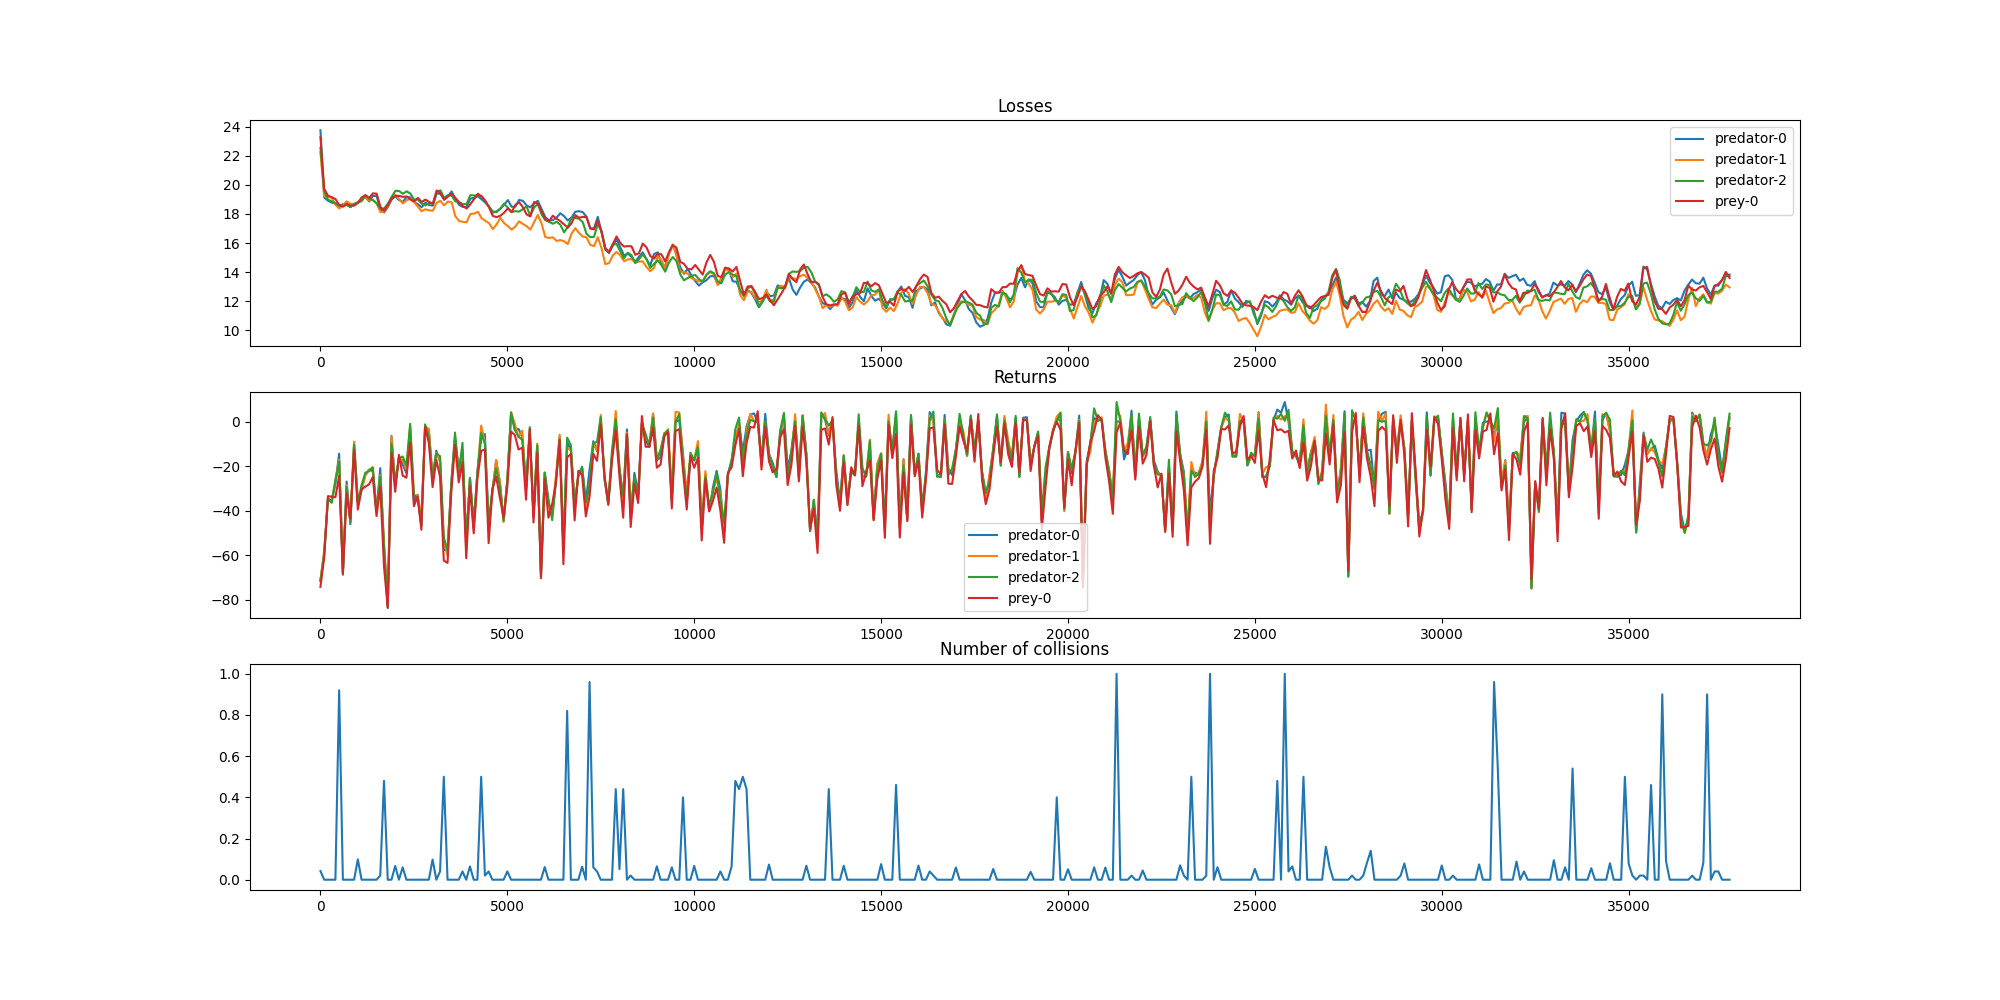 Losses
24
22
20
18
16
14
12
10
predator-0
predator-1
predator-2
prey-0
0 5000 10000 15000 20000 25000 30000 35000
Returns
0
−20
−40
−60
−80
predator-0
predator-1
predator-2
prey-0
0 5000 10000 15000 20000 25000 30000 35000
Number of collisions
1.0
0.8
0.6
0.4
0.2
0.0
0 5000 10000 15000 20000 25000 30000 35000